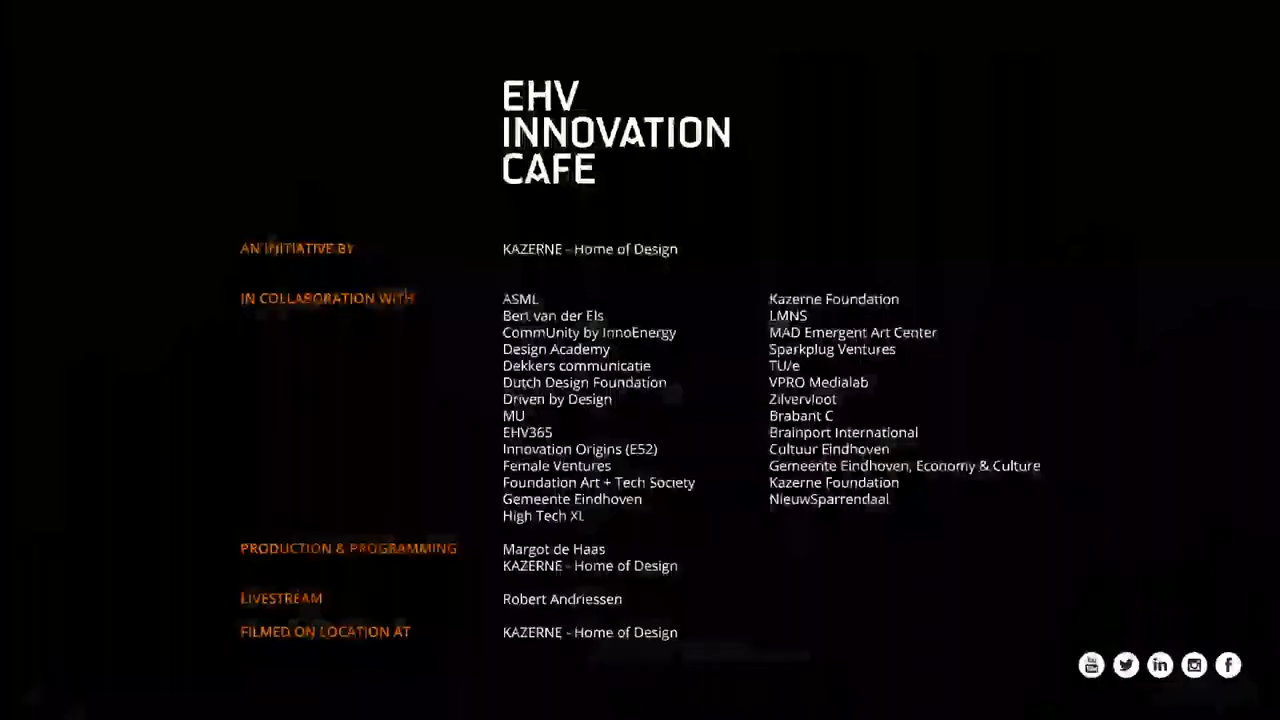 EHV
INNOVATION
CAFE
AN INITIATIVE BY
KAZERNE - Home of Design
IN COLLABORATION WITH
ASML
Bert van der Els
CommUnity by InnoEnergy
Design Academy
Dekkers communicatie
Dutch Design Foundation
Driven by Design
MU
EHV365
Innovation Origins (E52)
Female Ventures
Foundation Art + Tech Society
Gemeente Eindhoven
High Tech XL
Kazerne Foundation
LMNS
MAD Emergent Art Center
Sparkplug Ventures
TU/e
VPRO Medialab
Zilvervloot
Brabant C
Brainport International
Cultuur Eindhoven
Gemeente Eindhoven, Economy & Culture
Kazerne Foundation
NieuwSparrendaal
PRODUCTION & PROGRAMMING
Margot de Haas
KAZERNE - Home of Design
LIVESTREAM
Robert Andriessen
FILMED ON LOCATION AT
KAZERNE - Home of Design